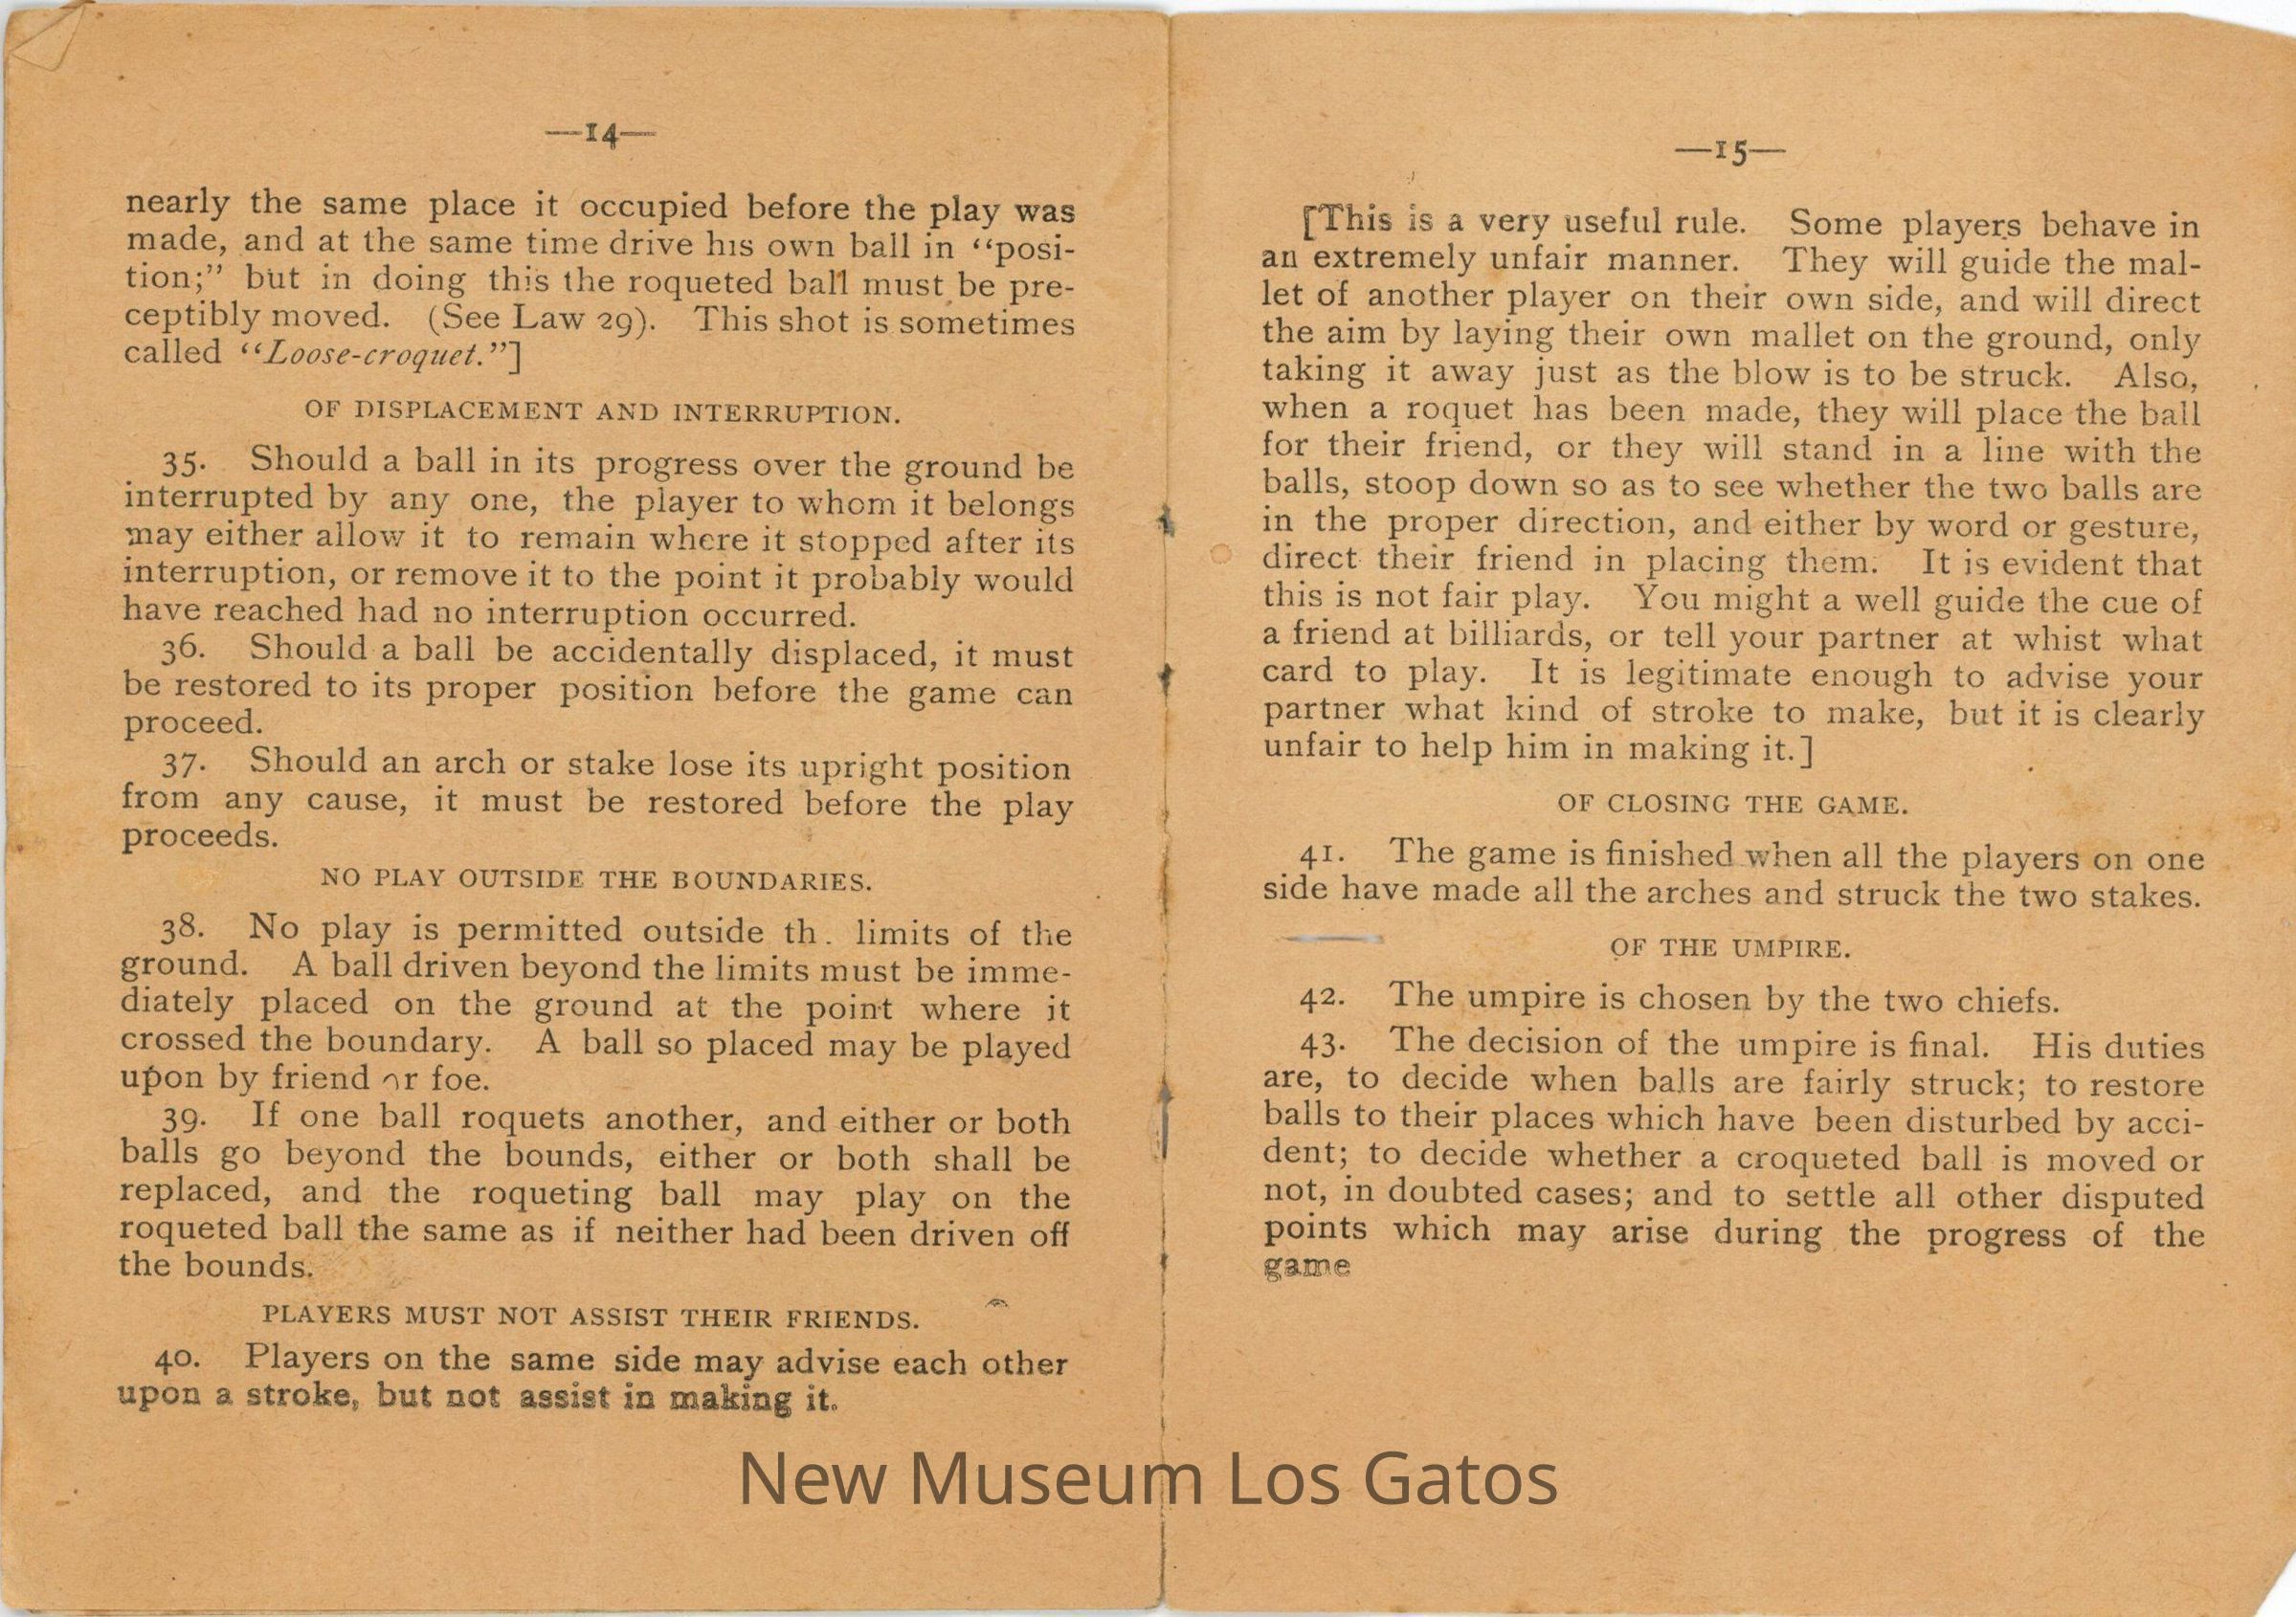 —14—
nearly the same place it occupied before the play was
made, and at the same time drive his own ball in “posi-
tion;” but in doing this the roqueted ball must be pre-
ceptibly moved. (See Law 29). This shot is sometimes
called “Loose-croquet.”]
OF DISPLACEMENT AND INTERRUPTION.
35. Should a ball in its progress over the ground be
interrupted by any one, the player to whom it belongs
may either allow it to remain where it stopped after its
interruption, or remove it to the point it probably would
have reached had no interruption occurred.
36. Should a ball be accidentally displaced, it must
be restored to its proper position before the game can
proceed.
37. Should an arch or stake lose its upright position
from any cause, it must be restored before the play
proceeds.
NO PLAY OUTSIDE THE BOUNDARIES.
38. No play is permitted outside th. limits of the
ground. A ball driven beyond the limits must be imme-
diately placed on the ground at the point where it
crossed the boundary. A ball so placed may be played
upon by friend or foe.
39. If one ball roquets another, and either or both
balls go beyond the bounds, either or both shall be
replaced, and the roqueting ball may play on the
roqueted ball the same as if neither had been driven off
the bounds.
PLAYERS MUST NOT ASSIST THEIR FRIENDS.
40. Players on the same side may advise each other
upon a stroke, but not assist in making it.
—15—
[This is a very useful rule. Some players behave in
an extremely unfair manner. They will guide the mal-
let of another player on their own side, and will direct
the aim by laying their own mallet on the ground, only
taking it away just as the blow is to be struck. Also,
when a roquet has been made, they will place the ball
for their friend, or they will stand in a line with the
balls, stoop down so as to see whether the two balls are
in the proper direction, and either by word or gesture,
direct their friend in placing them. It is evident that
this is not fair play. You might a well guide the cue of
a friend at billiards, or tell your partner at whist what
card to play. It is legitimate enough to advise your
partner what kind of stroke to make, but it is clearly
unfair to help him in making it.]
OF CLOSING THE GAME.
41. The game is finished when all the players on one
side have made all the arches and struck the two stakes.
OF THE UMPIRE.
42. The umpire is chosen by the two chiefs.
43. The decision of the umpire is final. His duties
are, to decide when balls are fairly struck; to restore
balls to their places which have been disturbed by acci-
dent; to decide whether a croqueted ball is moved or
not, in doubted cases; and to settle all other disputed
points which may arise during the progress of the
game
New Museum Los Gatos